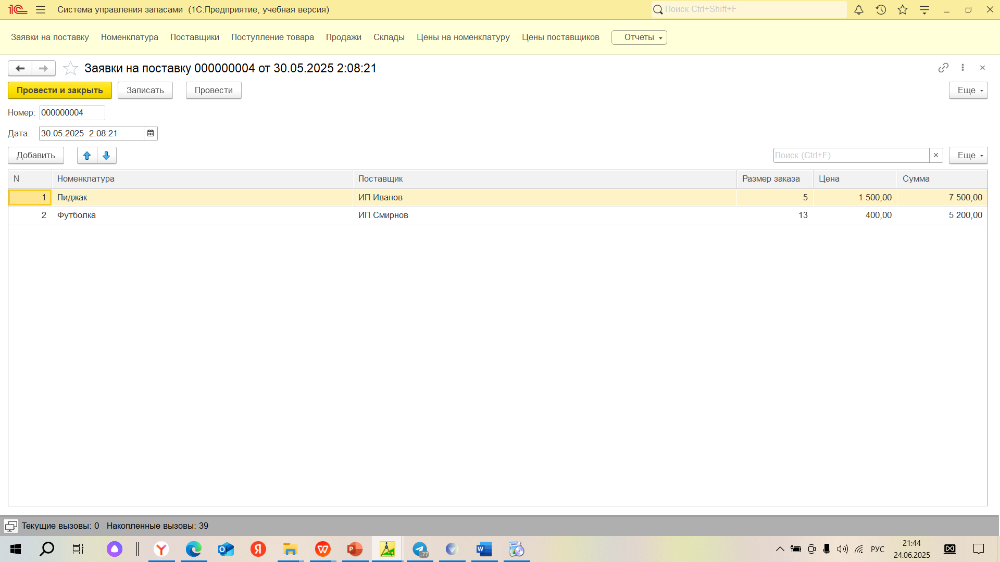 1С Система управления запасами (1С:Предприятие, учебная версия) Поиск Ctrl+Shift+F
Заявки на поставку Номенклатура Поставщики Поступление товара Продажи Склады Цены на номенклатуру Цены поставщиков Отчеты
Заявки на поставку 000000004 от 30.05.2025 2:08:21
Провести и закрыть Записать Провести Еще
Номер: 000000004
Дата: 30.05.2025 2:08:21
Добавить Поиск (Ctrl+F) Еще
N Номенклатура Поставщик Размер заказа Цена Сумма
1 Пиджак ИП Иванов 5 1 500,00 7 500,00
2 Футболка ИП Смирнов 13 400,00 5 200,00
Текущие вызовы: 0 Накопленные вызовы: 39
Y O Я W P ..77 W РУС 21:44
24.06.2025